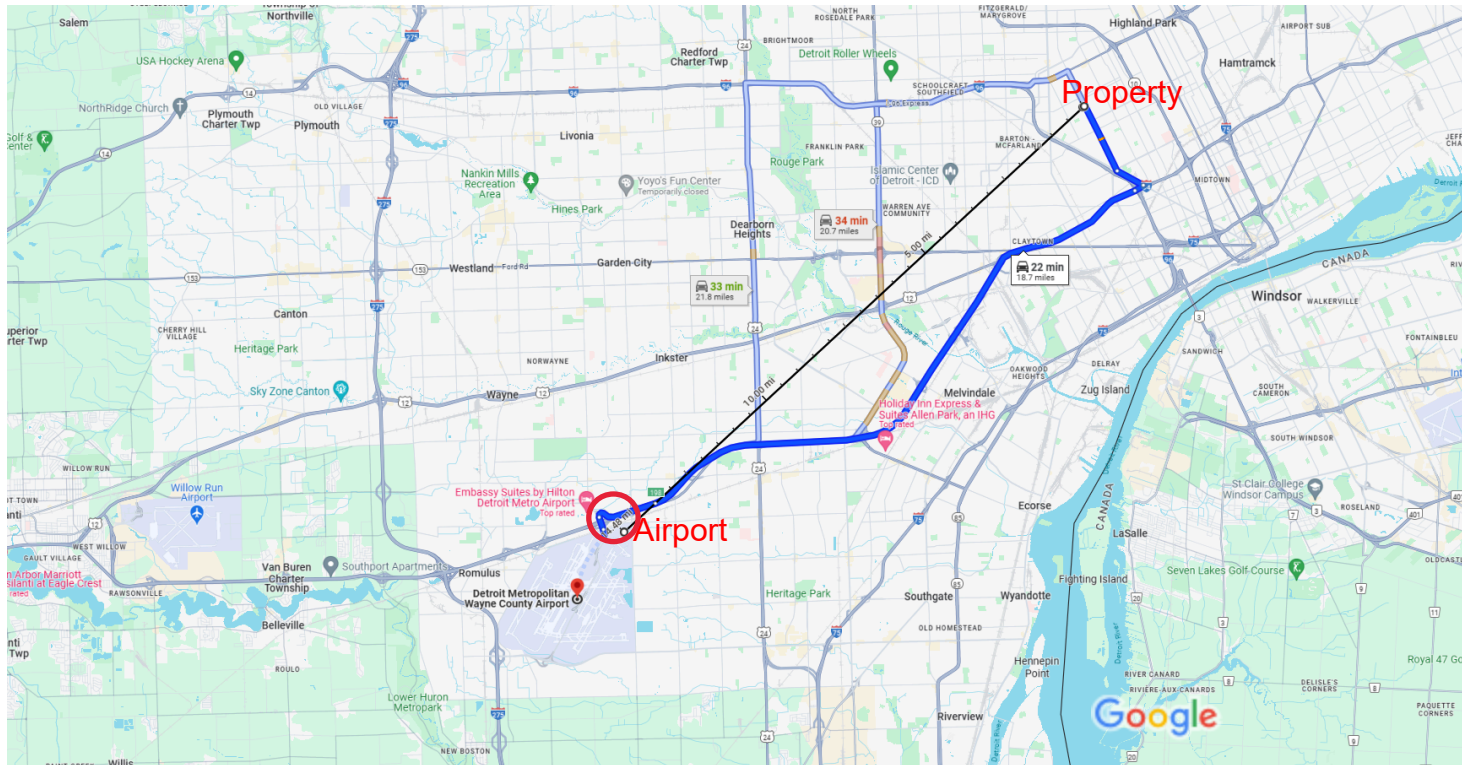 Salem
Northville
USA Hockey Arena
NorthRidge Church
Plymouth
Charter Twp
OLD VILLAGE
Plymouth
Livonia
Redford
Charter Twp
BRIGHTMOOR
NORTH
ROSEDALE PARK
FITZGERALD/
MARYGROVE
Highland Park
AIRPORT SUB
Hamtramck
Detroit Roller Wheels
SCHOOLCRAFT
SOUTHFIELD
Property
BARTON -
MCFARLAND
FRANKLIN PARK
Rouge Park
Islamic Center
of Detroit - ICD
MIDTOWN
Golf &
Center
Nankin Mills
Recreation
Area
Yoyo's Fun Center
Temporarily closed
Hines Park
Dearborn
Heights
WARREN AVE
COMMUNITY
34 min
20.7 miles
5.00 mi
CLAYTOWN
22 min
18.7 miles
33 min
21.8 miles
CANADA
Windsor
WALKERVILLE
Westland
Ford Rd
Garden City
Canton
CHERRY HILL
VILLAGE
Heritage Park
NORWAYNE
Inkster
Rouge River
Sky Zone Canton
Wayne
10.00 mi
OAKWOOD
HEIGHTS
DELRAY
Zug Island
Melvindale
SANDWICH
FONTAINBLEU
SOUTH
CAMERON
Holiday Inn Express &
Suites Allen Park, an IHG
Top rated
SOUTH WINDSOR
WILLOW RUN
Willow Run
Airport
Embassy Suites by Hilton
Detroit Metro Airport
Top rated
Airport
Ecorse
CANADA
Detroit River
St Clair College
Windsor Campus
ROSELAND
LaSalle
WEST WILLOW
GAULT VILLAGE
RAWSONVILLE
Van Buren
Charter
Township
Southport Apartments
Romulus
Detroit Metropolitan
Wayne County Airport
Belleville
ROULO
Heritage Park
Southgate
Wyandotte
Fighting Island
Seven Lakes Golf Course
OLD HOMESTEAD
Hennepin
Point
RIVER CANARD
RIVIÈRE-AUX-CANARDS
DELISLE'S
CORNERS
PAQUETTE
CORNERS
Lower Huron
Metropark
Riverview
NEW BOSTON
Willis
Google